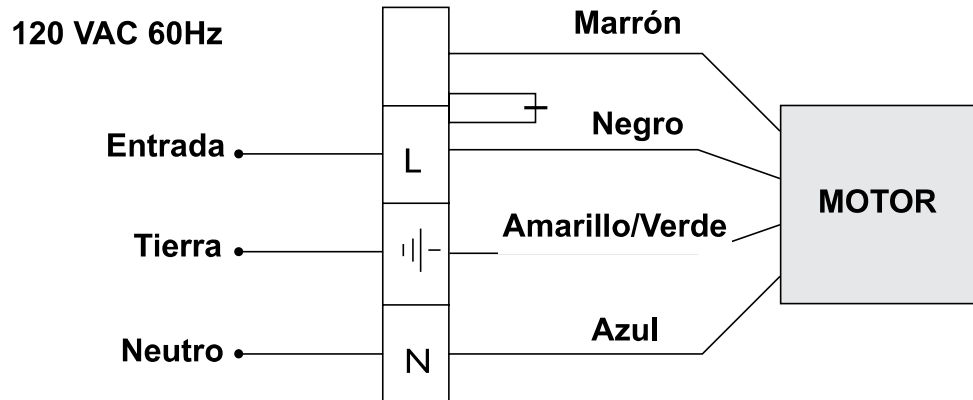 120 VAC 60Hz
Marrón
Entrada
L
Negro
MOTOR
Tierra
Amarillo/Verde
Neutro
N
Azul